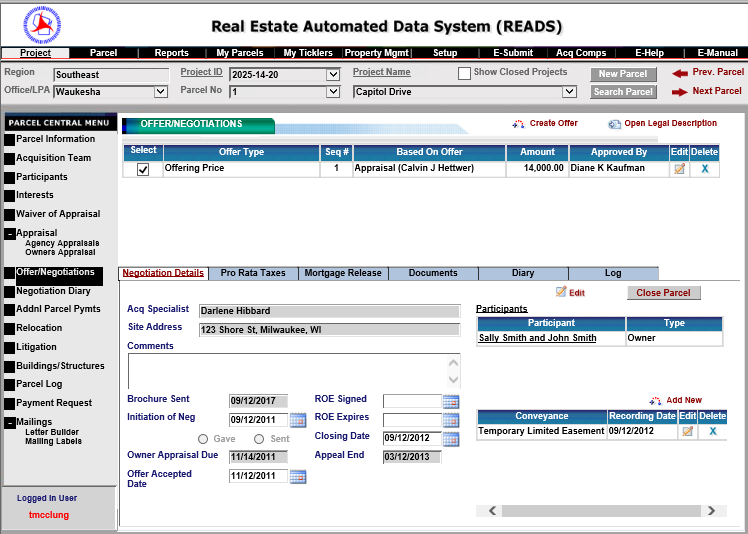 Real Estate Automated Data System (READS)
Project Parcel Reports My Parcels My Ticklers Property Mgmt Setup E-Submit Acq Comps E-Help E-Manual
Region Southeast Project ID 2025-14-20 Project Name Show Closed Projects New Parcel Prev. Parcel
Office/LPA Waukesha Parcel No 1 Capitol Drive Search Parcel Next Parcel
PARCEL CENTRAL MENU
Parcel Information
Acquisition Team
Participants
Interests
Waiver of Appraisal
Appraisal
Agency Appraisals
Owners Appraisal
Offer/Negotiations
Negotiation Diary
Addnl Parcel Pymts
Relocation
Litigation
Buildings/Structures
Parcel Log
Payment Request
Mailings
Letter Builder
Mailing Labels
Logged In User
tmcclung
OFFER/NEGOTIATIONS Create Offer Open Legal Description
Select Offer Type Seq # Based On Offer Amount Approved By Edit Delete
Offering Price 1 Appraisal (Calvin J Hettwer) 14,000.00 Diane K Kaufman X
Negotiation Details Pro Rata Taxes Mortgage Release Documents Diary Log
Edit Close Parcel
Acq Specialist Darlene Hibbard
Site Address 123 Shore St, Milwaukee, WI
Comments
Brochure Sent 09/12/2017 ROE Signed
Initiation of Neg 09/12/2011 ROE Expires
Gave Sent Closing Date 09/12/2012
Owner Appraisal Due 11/14/2011 Appeal End 03/12/2013
Offer Accepted
Date 11/12/2011
Participants
Participant Type
Sally Smith and John Smith Owner
Add New
Conveyance Recording Date Edit Delete
Temporary Limited Easement 09/12/2012 X